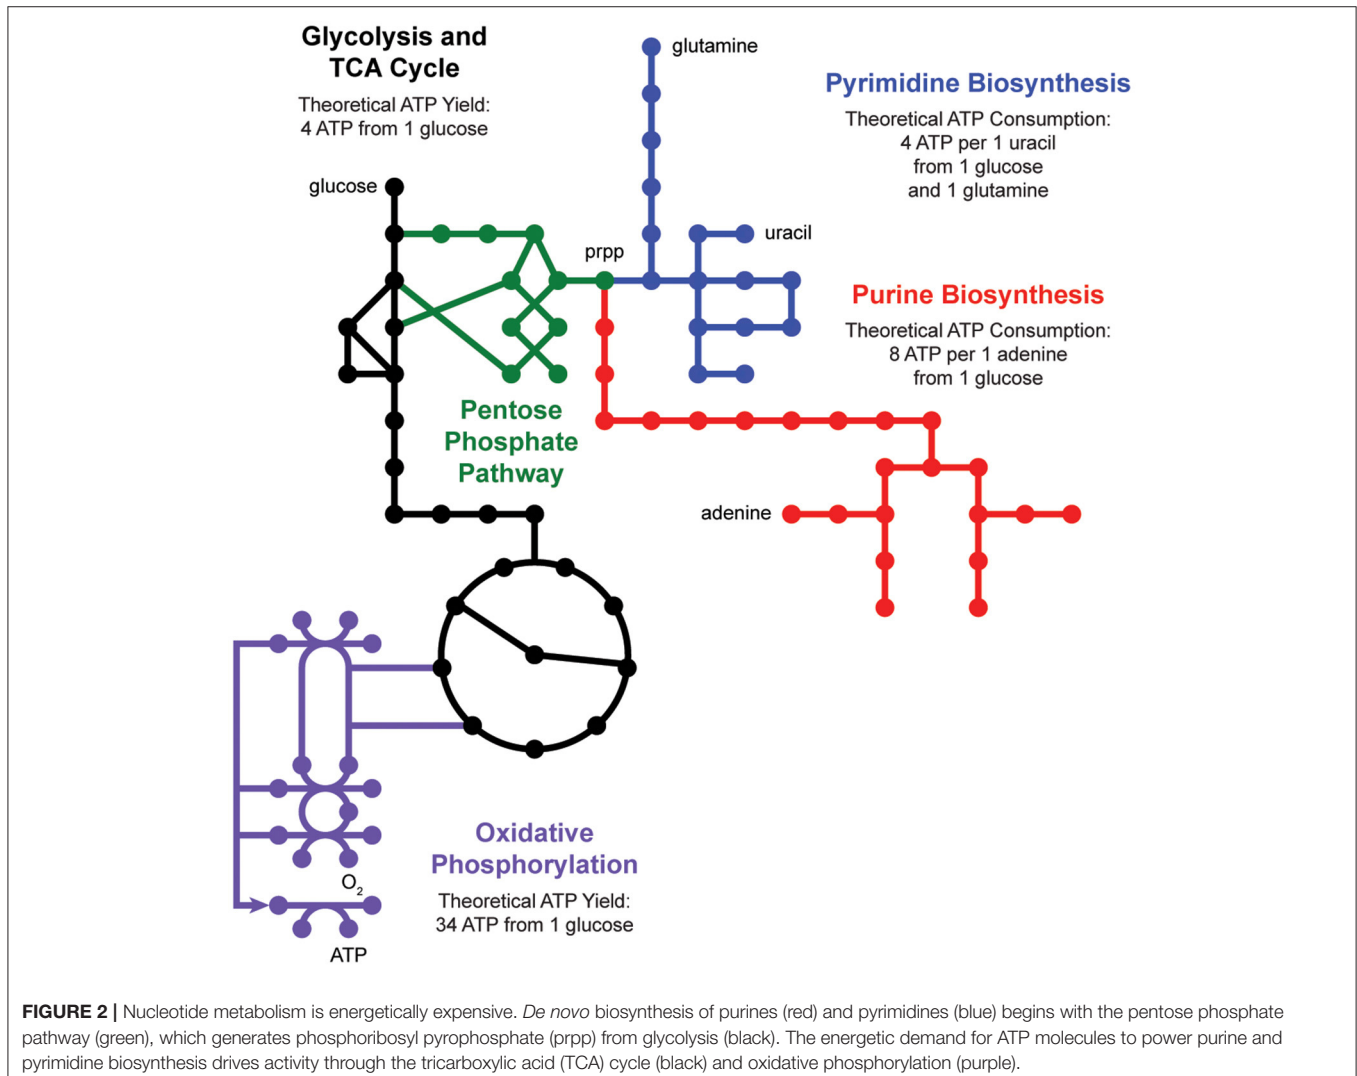 Glycolysis and
TCA Cycle
Theoretical ATP Yield:
4 ATP from 1 glucose
glutamine
Pyrimidine Biosynthesis
Theoretical ATP Consumption:
4 ATP per 1 uracil
from 1 glucose
and 1 glutamine
glucose
prpp
uracil
Purine Biosynthesis
Theoretical ATP Consumption:
8 ATP per 1 adenine
from 1 glucose
Pentose
Phosphate
Pathway
adenine
Oxidative
Phosphorylation
Theoretical ATP Yield:
34 ATP from 1 glucose
O2
ATP
FIGURE 2 | Nucleotide metabolism is energetically expensive. De novo biosynthesis of purines (red) and pyrimidines (blue) begins with the pentose phosphate
pathway (green), which generates phosphoribosyl pyrophosphate (prpp) from glycolysis (black). The energetic demand for ATP molecules to power purine and
pyrimidine biosynthesis drives activity through the tricarboxylic acid (TCA) cycle (black) and oxidative phosphorylation (purple).